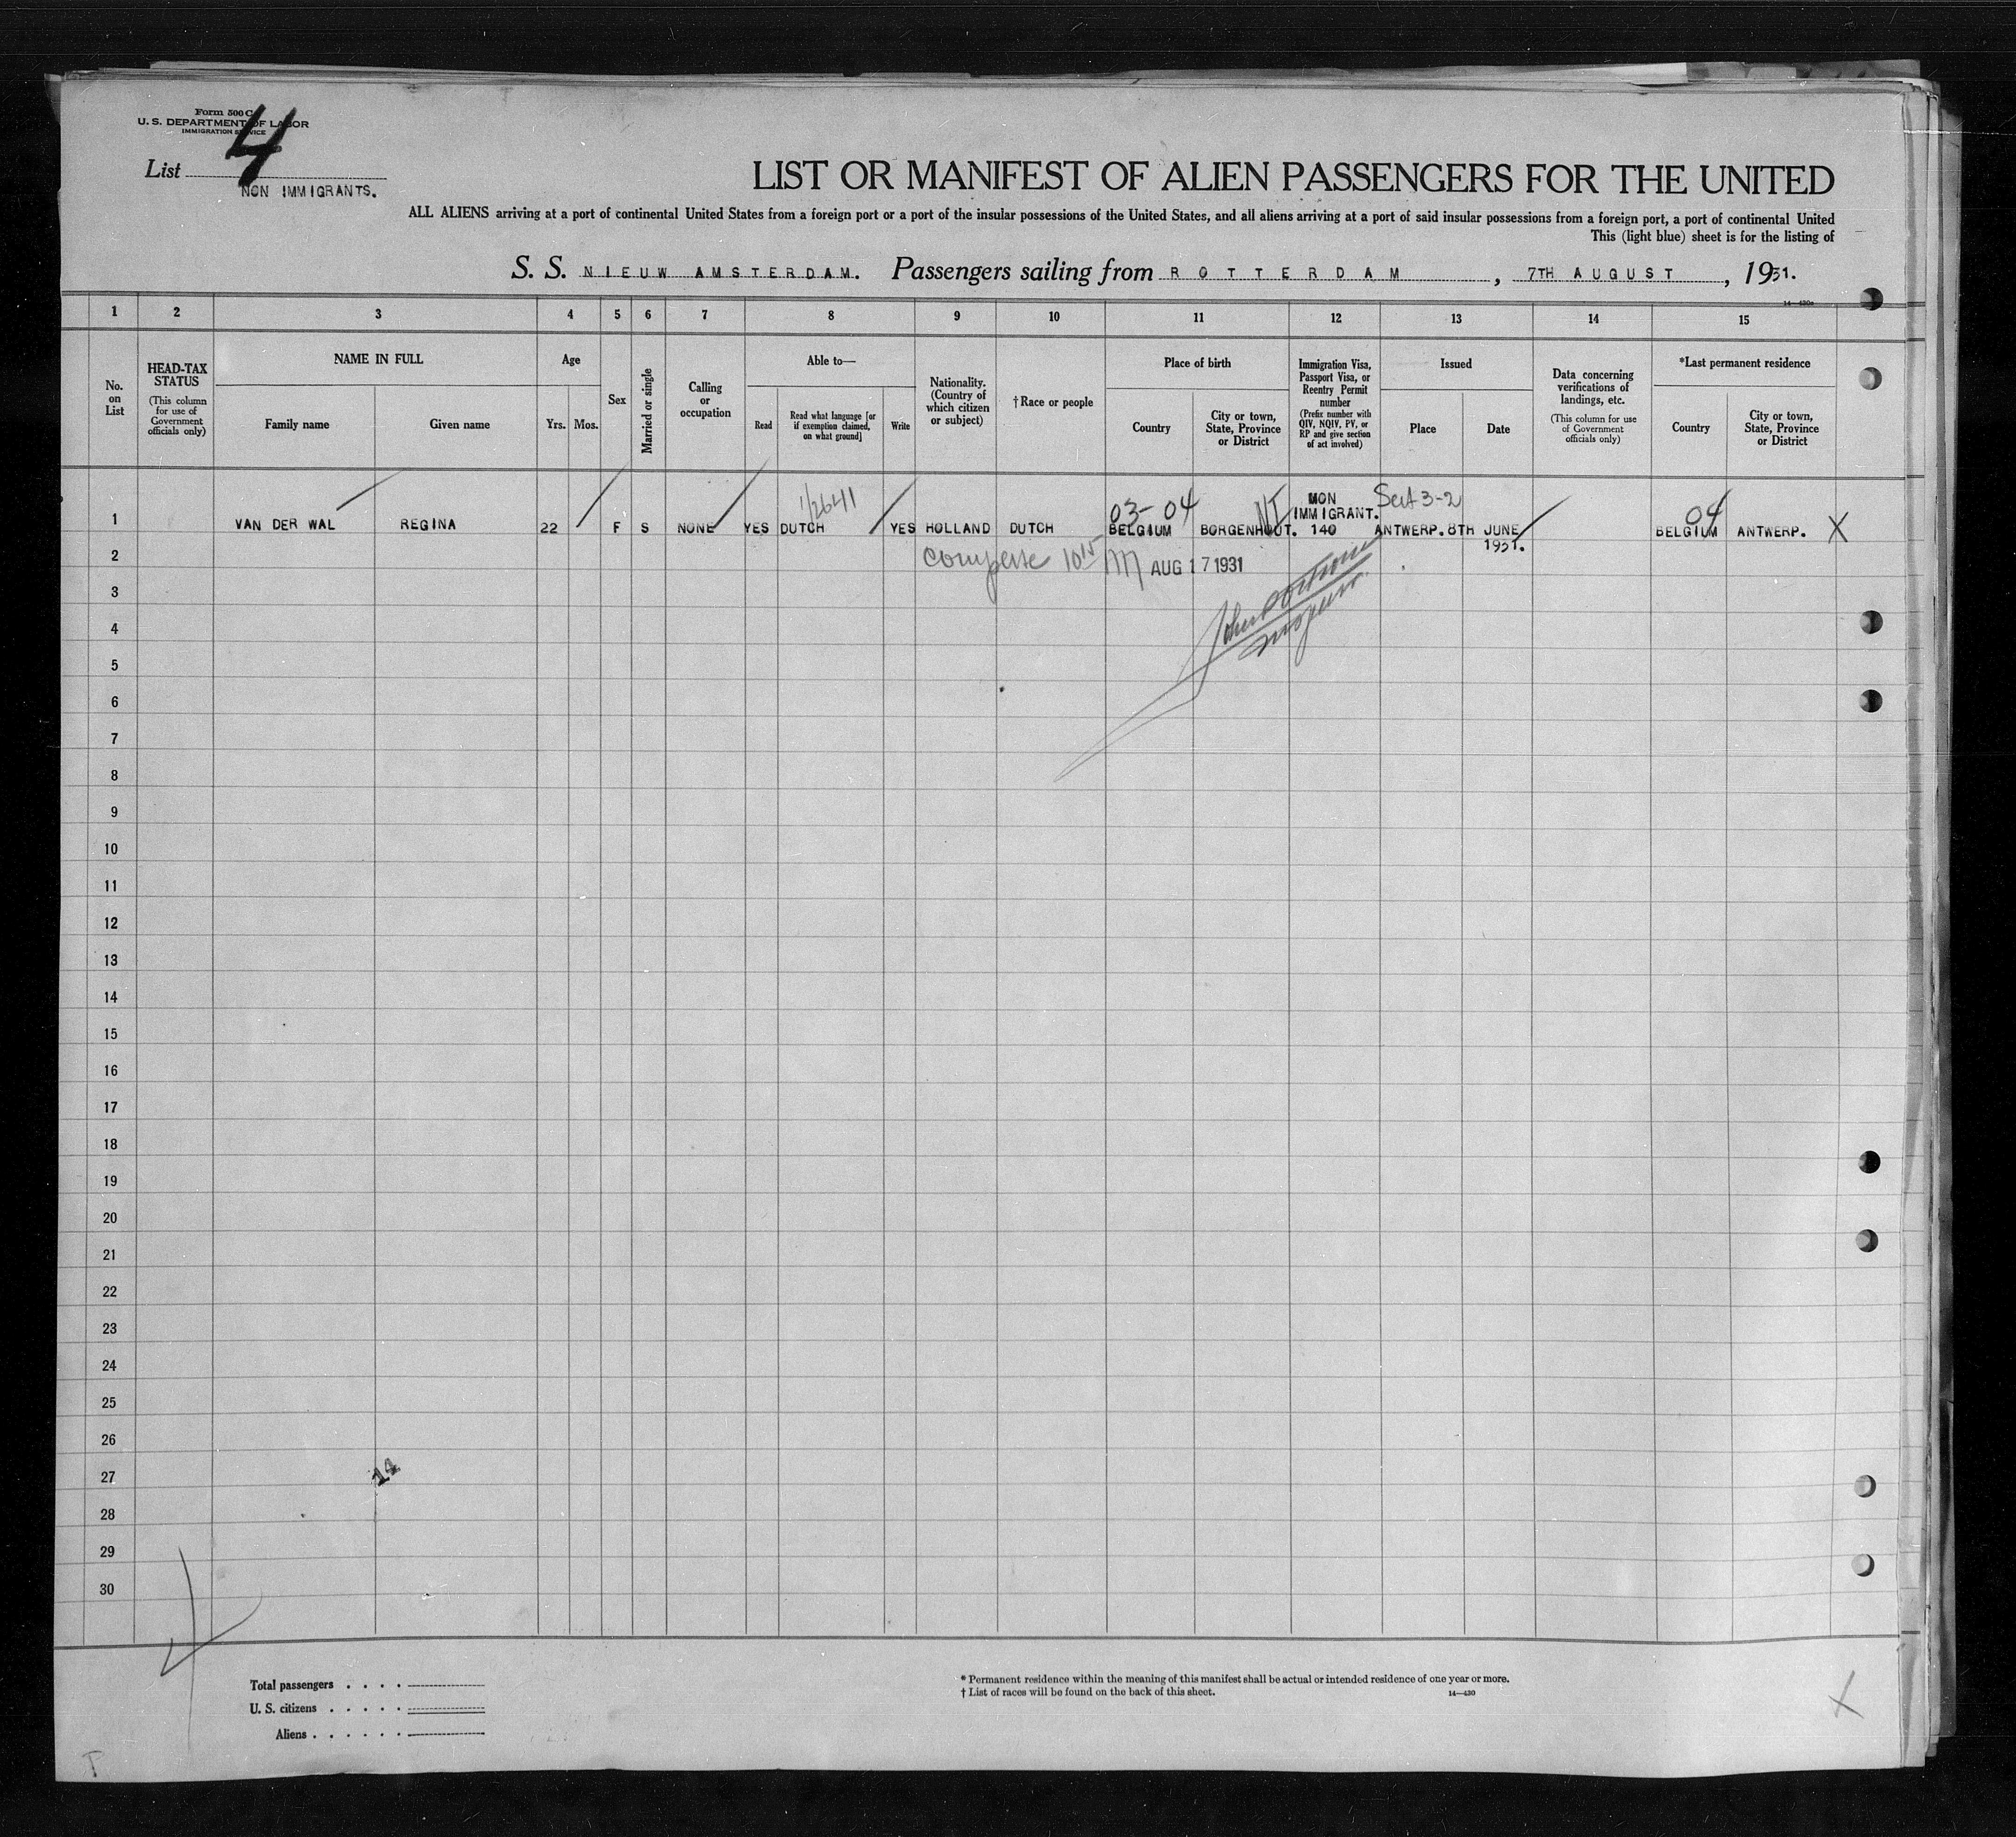 Form 500 C
U. S. DEPARTMENT OF LABOR
IMMIGRATION SERVICE
List 4
NON IMMIGRANTS.
LIST OR MANIFEST OF ALIEN PASSENGERS FOR THE UNITED
ALL ALIENS arriving at a port of continental United States from a foreign port or a port of the insular possessions of the United States, and all aliens arriving at a port of said insular possessions from a foreign port, a port of continental United
This (light blue) sheet is for the listing of
S. S. NIEUW AMSTERDAM. Passengers sailing from ROTTERDAM, 7TH AUGUST, 1931.
14—430a
1 2 3 4 5 6 7 8 9 10 11 12 13 14 15
No. on List
HEAD-TAX STATUS
(This column for use of Government officials only)
NAME IN FULL
Family name Given name
Age
Yrs. Mos.
Sex
Married or single
Calling or occupation
Able to—
Read
Read what language [or if exemption claimed, on what ground]
Write
Nationality. (Country of which citizen or subject)
†Race or people
Place of birth
Country
City or town, State, Province or District
Immigration Visa, Passport Visa, or Reentry Permit number
(Prefix number with QIV, NQIV, PV, or RP and give section of act involved)
Issued
Place Date
Data concerning verifications of landings, etc.
(This column for use of Government officials only)
*Last permanent residence
Country
City or town, State, Province or District
1/2641 03-04 NI NON Sect 3-2 04
IMMIGRANT.
1 VAN DER WAL REGINA 22 F S NONE YES DUTCH YES HOLLAND DUTCH BELGIUM BORGENHOUT. 140 ANTWERP. 8TH JUNE BELGIUM ANTWERP. X
1931.
2 AUG 17 1931
3
4
5
6
7
8
9
10
11
12
13
14
15
16
17
18
19
20
21
22
23
24
25
26
27
14
28
29
30
Total passengers . . . .
U. S. citizens . . . . .
Aliens . . . . . .
* Permanent residence within the meaning of this manifest shall be actual or intended residence of one year or more.
† List of races will be found on the back of this sheet. 14—430
X
T